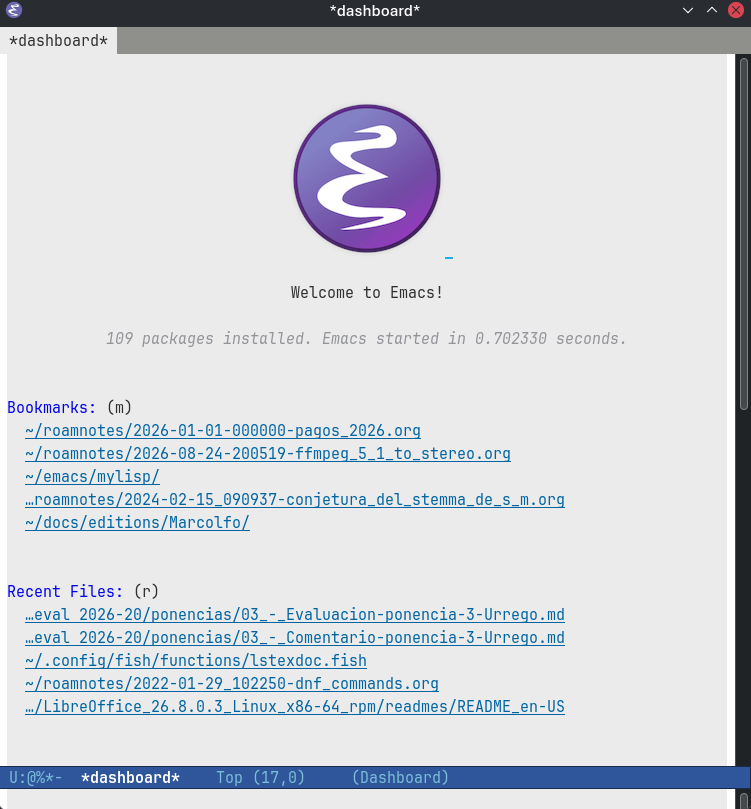 *dashboard*
*dashboard*
Welcome to Emacs!
109 packages installed. Emacs started in 0.702330 seconds.
Bookmarks: (m)
~/roamnotes/2026-01-01-000000-pagos_2026.org
~/roamnotes/2026-08-24-200519-ffmpeg_5_1_to_stereo.org
~/emacs/mylisp/
…roamnotes/2024-02-15_090937-conjetura_del_stemma_de_s_m.org
~/docs/editions/Marcolfo/
Recent Files: (r)
…eval 2026-20/ponencias/03_-_Evaluacion-ponencia-3-Urrego.md
…eval 2026-20/ponencias/03_-_Comentario-ponencia-3-Urrego.md
~/.config/fish/functions/lstexdoc.fish
~/roamnotes/2022-01-29_102250-dnf_commands.org
…/LibreOffice_26.8.0.3_Linux_x86-64_rpm/readmes/README_en-US
U:@%*-  *dashboard*    Top (17,0)     (Dashboard)